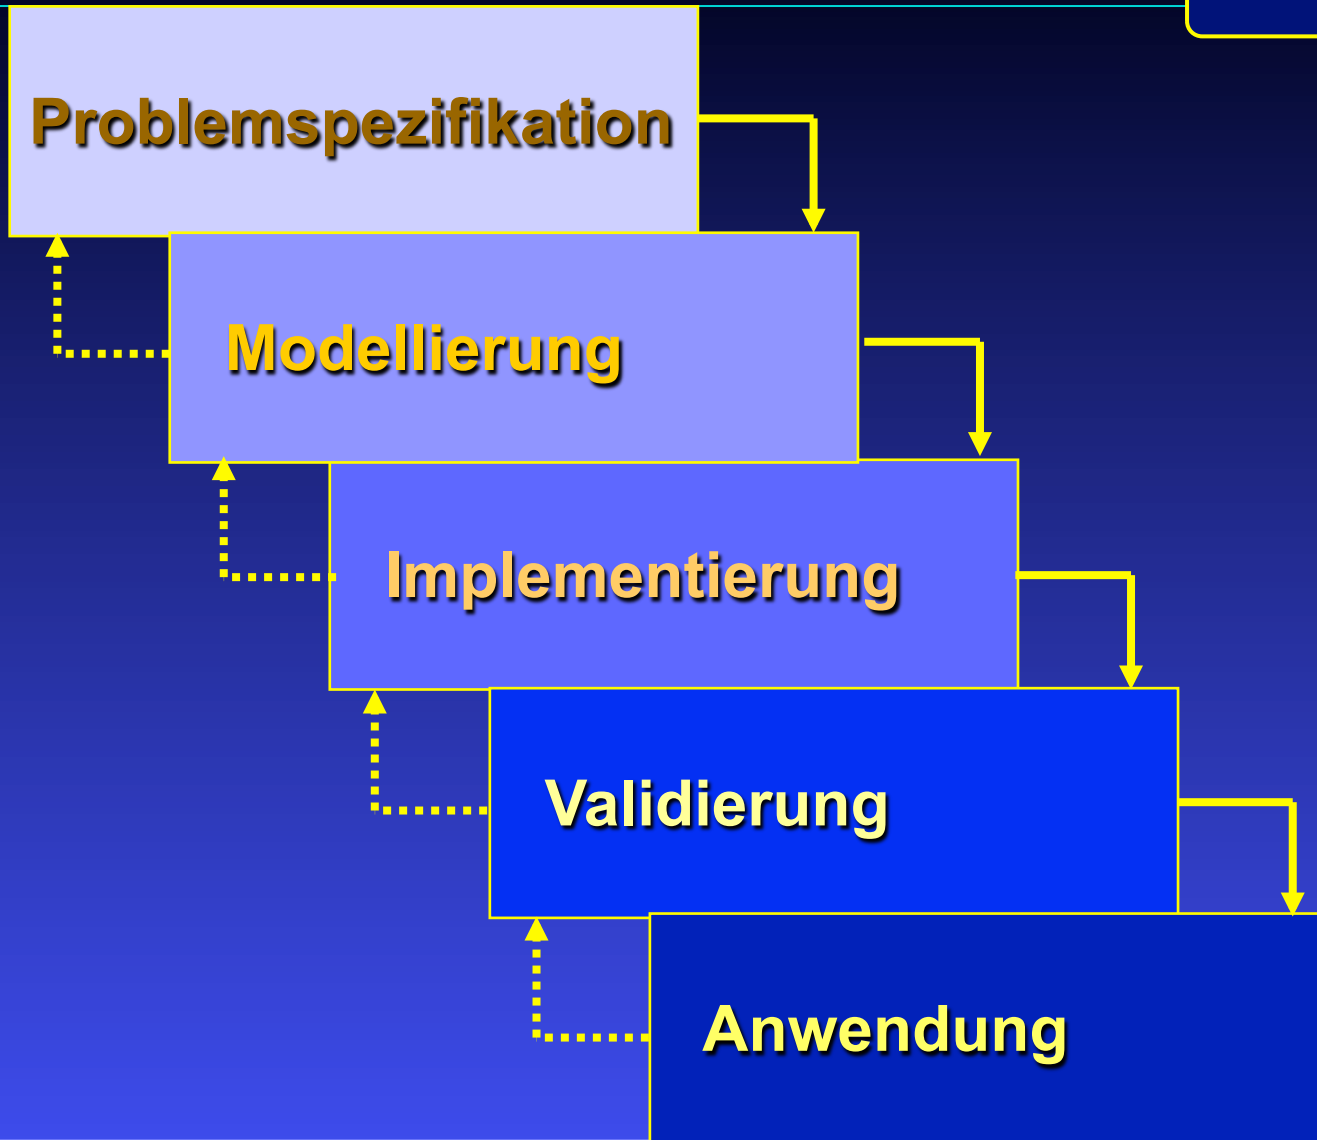 Problemspezifikation
Modellierung
Implementierung
Validierung
Anwendung